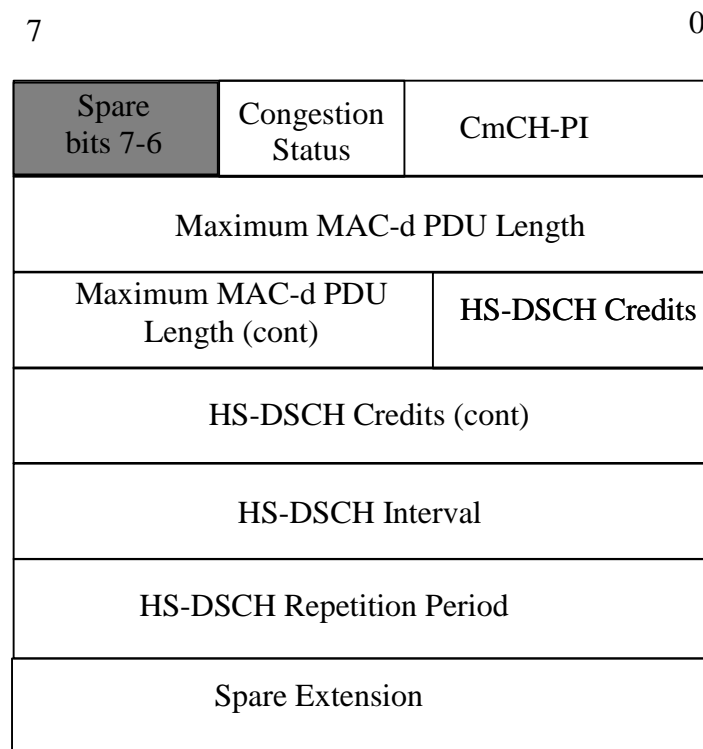 7 0
Spare
bits 7-6
Congestion
Status
CmCH-PI
Maximum MAC-d PDU Length
Maximum MAC-d PDU
Length (cont)
HS-DSCH Credits
HS-DSCH Credits (cont)
HS-DSCH Interval
HS-DSCH Repetition Period
Spare Extension